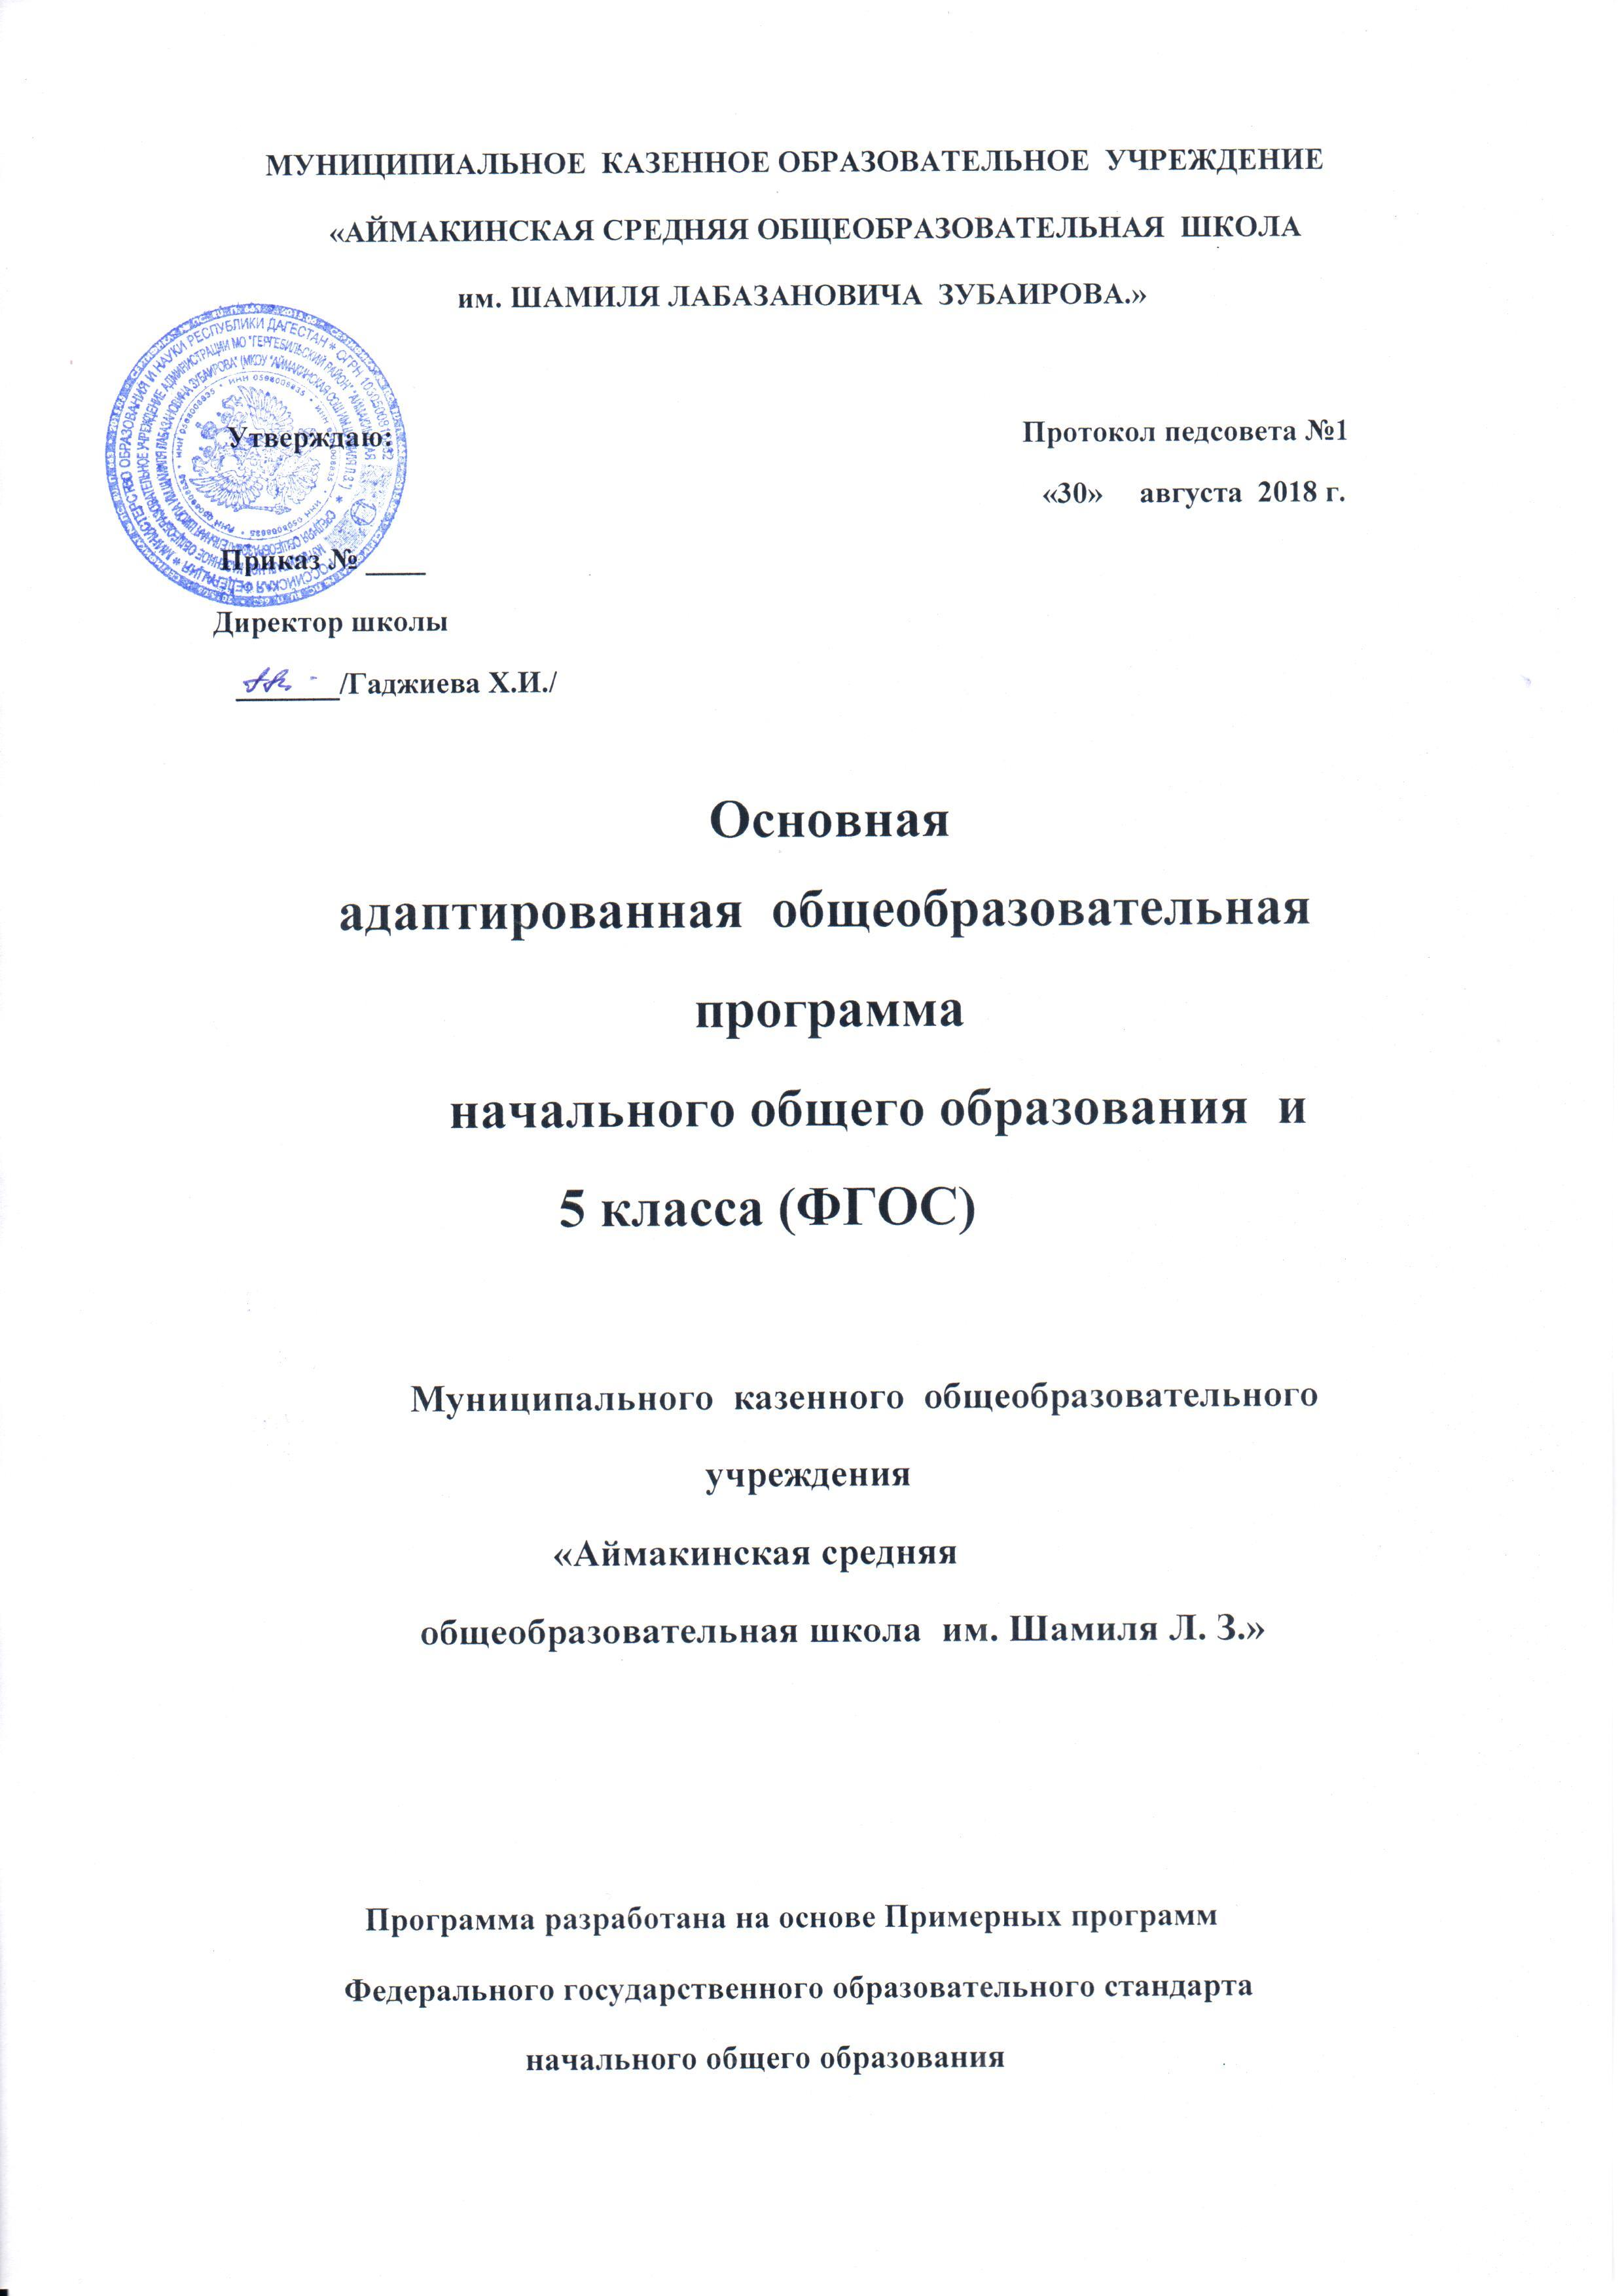 МУНИЦИПИАЛЬНОЕ КАЗЕННОЕ ОБРАЗОВАТЕЛЬНОЕ УЧРЕЖДЕНИЕ
«АЙМАКИНСКАЯ СРЕДНЯЯ ОБЩЕОБРАЗОВАТЕЛЬНАЯ ШКОЛА
им. ШАМИЛЯ ЛАБАЗАНОВИЧА ЗУБАИРОВА.»
Утверждаю:
Протокол педсовета №1
«30» августа 2018 г.
Приказ № ____
Директор школы
_______/Гаджиева Х.И./
Основная
адаптированная общеобразовательная
программа
начального общего образования и
5 класса (ФГОС)
Муниципального казенного общеобразовательного
учреждения
«Аймакинская средняя
общеобразовательная школа им. Шамиля Л. З.»
Программа разработана на основе Примерных программ
Федерального государственного образовательного стандарта
начального общего образования